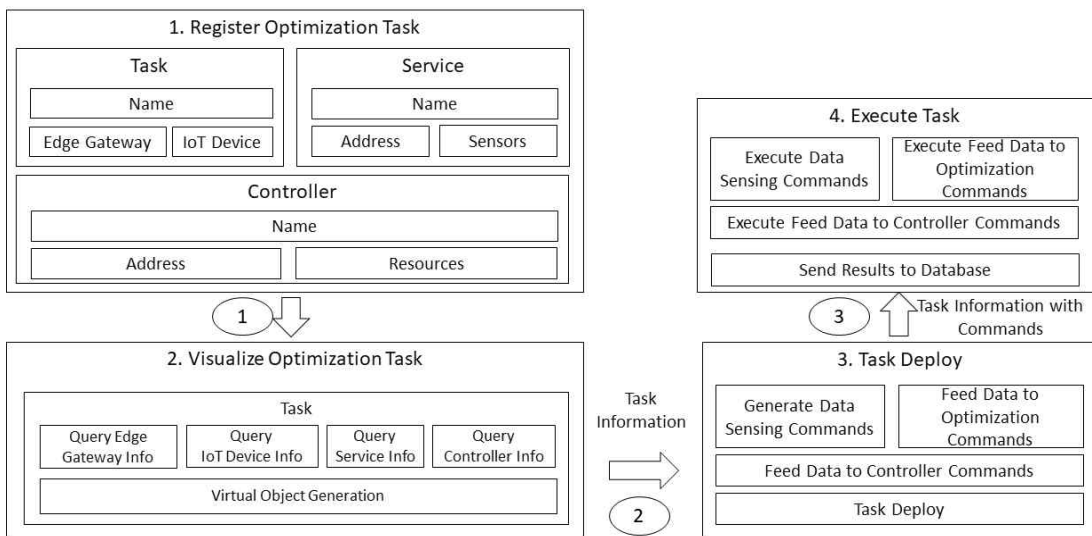 1. Register Optimization Task
Task
Name
Edge Gateway
IoT Device
Service
Name
Address
Sensors
Controller
Name
Address
Resources
1
2. Visualize Optimization Task
Task
Query Edge
Gateway Info
Query
IoT Device Info
Query
Service Info
Query
Controller Info
Virtual Object Generation
Task
Information
2
3. Task Deploy
Generate Data
Sensing Commands
Feed Data to
Optimization
Commands
Feed Data to Controller Commands
Task Deploy
3
Task Information with
Commands
4. Execute Task
Execute Data
Sensing Commands
Execute Feed Data to
Optimization
Commands
Execute Feed Data to Controller Commands
Send Results to Database